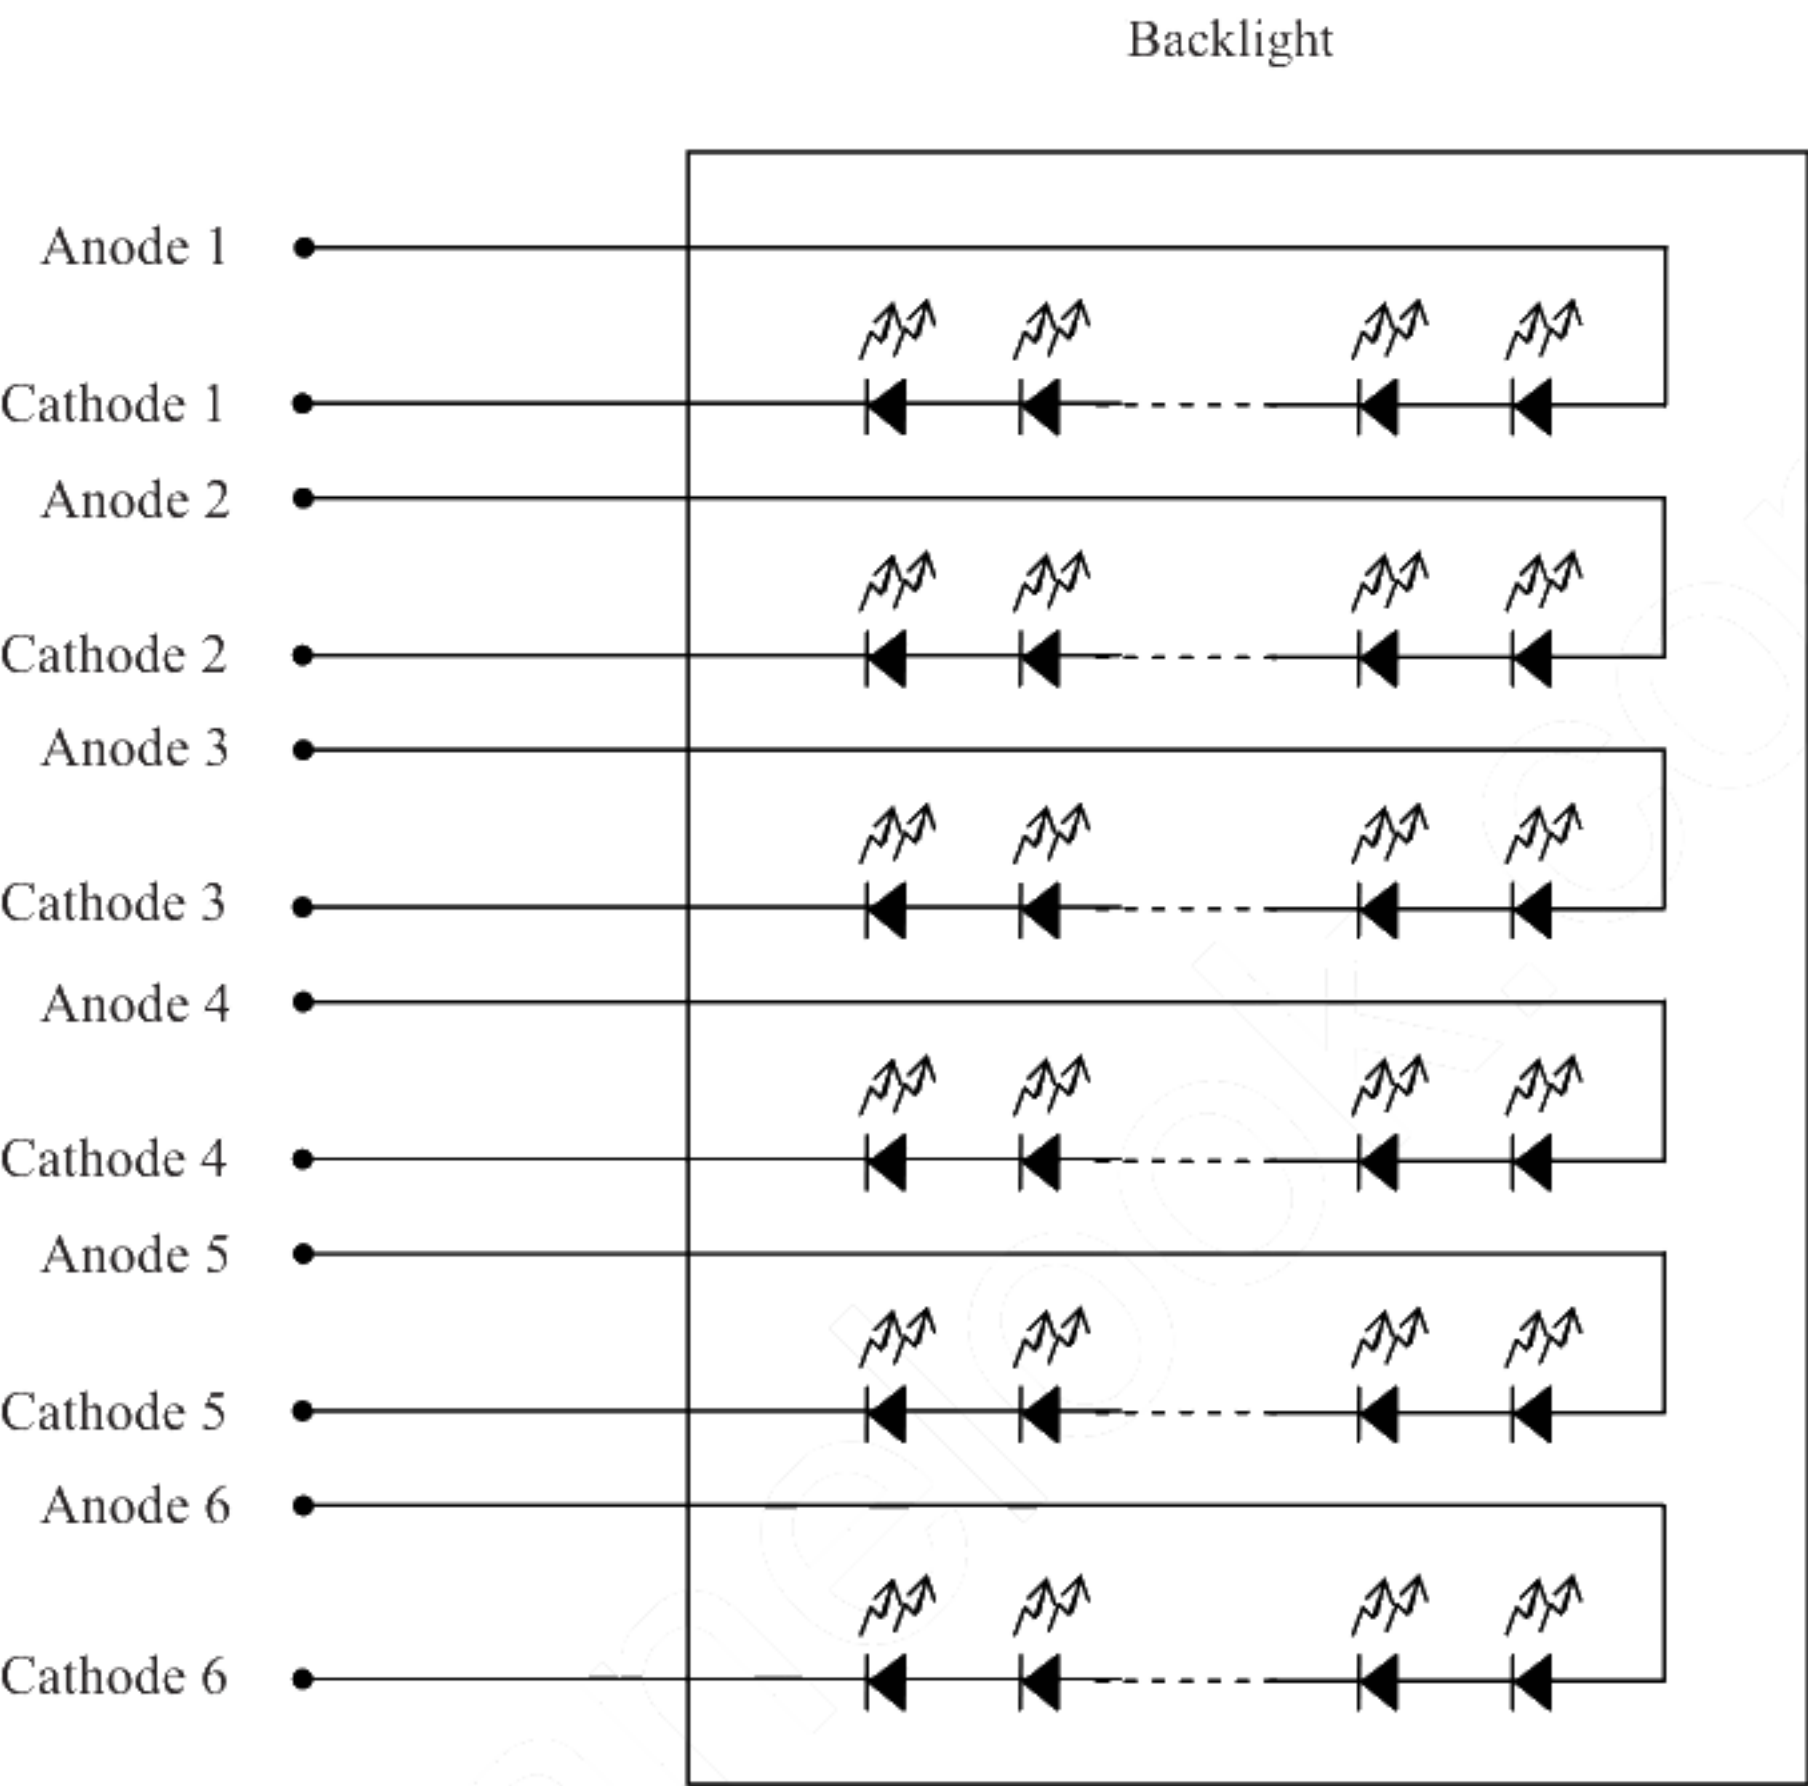 Backlight
Anode 1
Cathode 1
Anode 2
Cathode 2
Anode 3
Cathode 3
Anode 4
Cathode 4
Anode 5
Cathode 5
Anode 6
Cathode 6